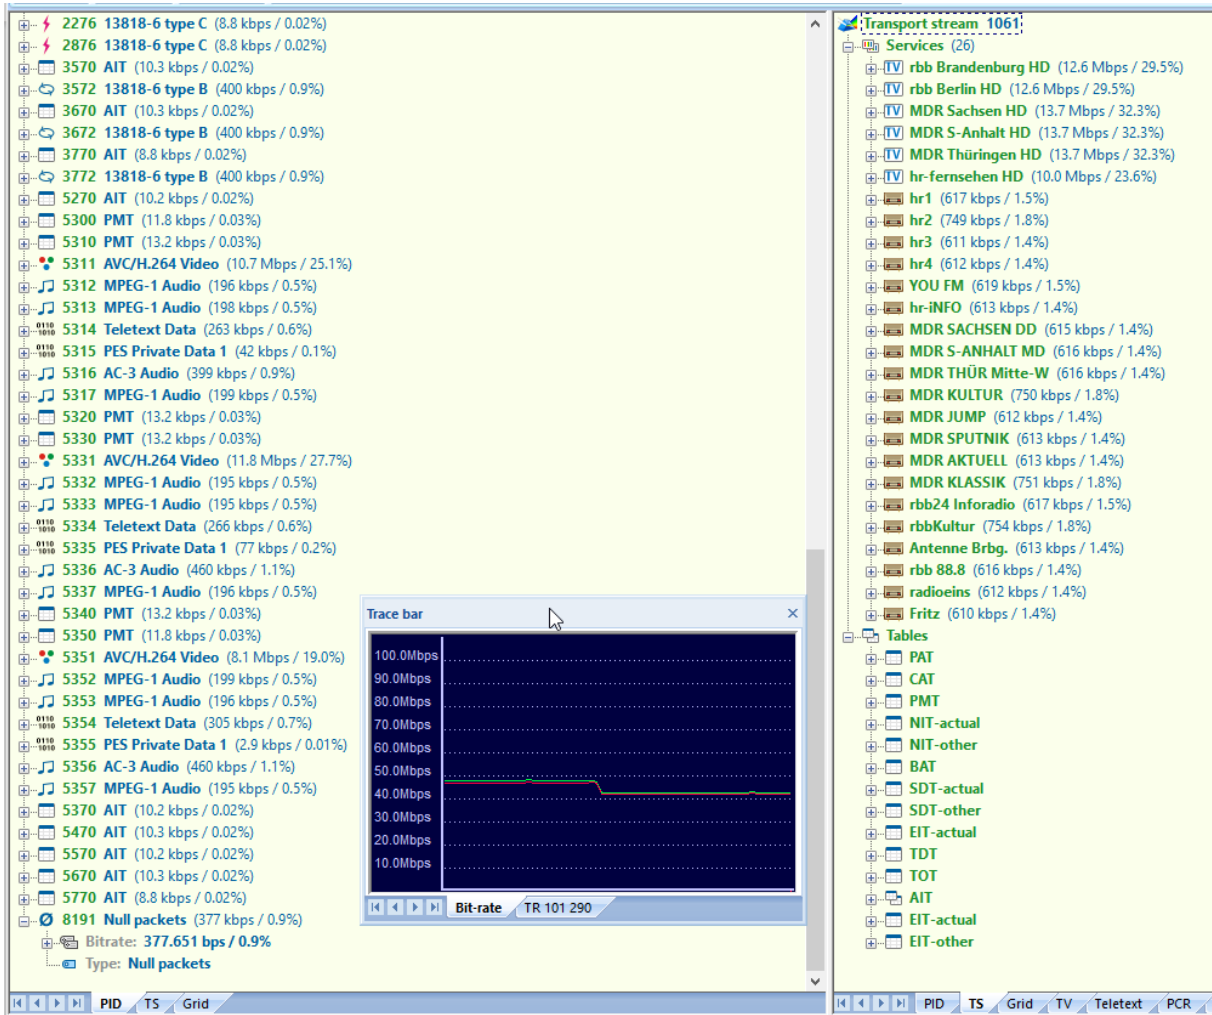 2276 13818-6 type C (8.8 kbps / 0.02%)
2876 13818-6 type C (8.8 kbps / 0.02%)
3570 AIT (10.3 kbps / 0.02%)
3572 13818-6 type B (400 kbps / 0.9%)
3670 AIT (10.3 kbps / 0.02%)
3672 13818-6 type B (400 kbps / 0.9%)
3770 AIT (8.8 kbps / 0.02%)
3772 13818-6 type B (400 kbps / 0.9%)
5270 AIT (10.2 kbps / 0.02%)
5300 PMT (11.8 kbps / 0.03%)
5310 PMT (13.2 kbps / 0.03%)
5311 AVC/H.264 Video (10.7 Mbps / 25.1%)
5312 MPEG-1 Audio (196 kbps / 0.5%)
5313 MPEG-1 Audio (198 kbps / 0.5%)
5314 Teletext Data (263 kbps / 0.6%)
5315 PES Private Data 1 (42 kbps / 0.1%)
5316 AC-3 Audio (399 kbps / 0.9%)
5317 MPEG-1 Audio (199 kbps / 0.5%)
5320 PMT (13.2 kbps / 0.03%)
5330 PMT (13.2 kbps / 0.03%)
5331 AVC/H.264 Video (11.8 Mbps / 27.7%)
5332 MPEG-1 Audio (195 kbps / 0.5%)
5333 MPEG-1 Audio (195 kbps / 0.5%)
5334 Teletext Data (266 kbps / 0.6%)
5335 PES Private Data 1 (77 kbps / 0.2%)
5336 AC-3 Audio (460 kbps / 1.1%)
5337 MPEG-1 Audio (196 kbps / 0.5%)
5340 PMT (13.2 kbps / 0.03%)
5350 PMT (11.8 kbps / 0.03%)
5351 AVC/H.264 Video (8.1 Mbps / 19.0%)
5352 MPEG-1 Audio (199 kbps / 0.5%)
5353 MPEG-1 Audio (196 kbps / 0.5%)
5354 Teletext Data (305 kbps / 0.7%)
5355 PES Private Data 1 (2.9 kbps / 0.01%)
5356 AC-3 Audio (460 kbps / 1.1%)
5357 MPEG-1 Audio (195 kbps / 0.5%)
5370 AIT (10.2 kbps / 0.02%)
5470 AIT (10.3 kbps / 0.02%)
5570 AIT (10.2 kbps / 0.02%)
5670 AIT (10.3 kbps / 0.02%)
5770 AIT (8.8 kbps / 0.02%)
8191 Null packets (377 kbps / 0.9%)
Bitrate: 377.651 bps / 0.9%
Type: Null packets
PID TS Grid
Trace bar
100.0Mbps
90.0Mbps
80.0Mbps
70.0Mbps
60.0Mbps
50.0Mbps
40.0Mbps
30.0Mbps
20.0Mbps
10.0Mbps
Bit-rate TR 101 290
Transport stream 1061
Services (26)
rbb Brandenburg HD (12.6 Mbps / 29.5%)
rbb Berlin HD (12.6 Mbps / 29.5%)
MDR Sachsen HD (13.7 Mbps / 32.3%)
MDR S-Anhalt HD (13.7 Mbps / 32.3%)
MDR Thüringen HD (13.7 Mbps / 32.3%)
hr-fernsehen HD (10.0 Mbps / 23.6%)
hr1 (617 kbps / 1.5%)
hr2 (749 kbps / 1.8%)
hr3 (611 kbps / 1.4%)
hr4 (612 kbps / 1.4%)
YOU FM (619 kbps / 1.5%)
hr-iNFO (613 kbps / 1.4%)
MDR SACHSEN DD (615 kbps / 1.4%)
MDR S-ANHALT MD (616 kbps / 1.4%)
MDR THÜR Mitte-W (616 kbps / 1.4%)
MDR KULTUR (750 kbps / 1.8%)
MDR JUMP (612 kbps / 1.4%)
MDR SPUTNIK (613 kbps / 1.4%)
MDR AKTUELL (613 kbps / 1.4%)
MDR KLASSIK (751 kbps / 1.8%)
rbb24 Inforadio (617 kbps / 1.5%)
rbbKultur (754 kbps / 1.8%)
Antenne Brbg. (613 kbps / 1.4%)
rbb 88.8 (616 kbps / 1.4%)
radioeins (612 kbps / 1.4%)
Fritz (610 kbps / 1.4%)
Tables
PAT
CAT
PMT
NIT-actual
NIT-other
BAT
SDT-actual
SDT-other
EIT-actual
TDT
TOT
AIT
EIT-actual
EIT-other
PID TS Grid TV Teletext PCR